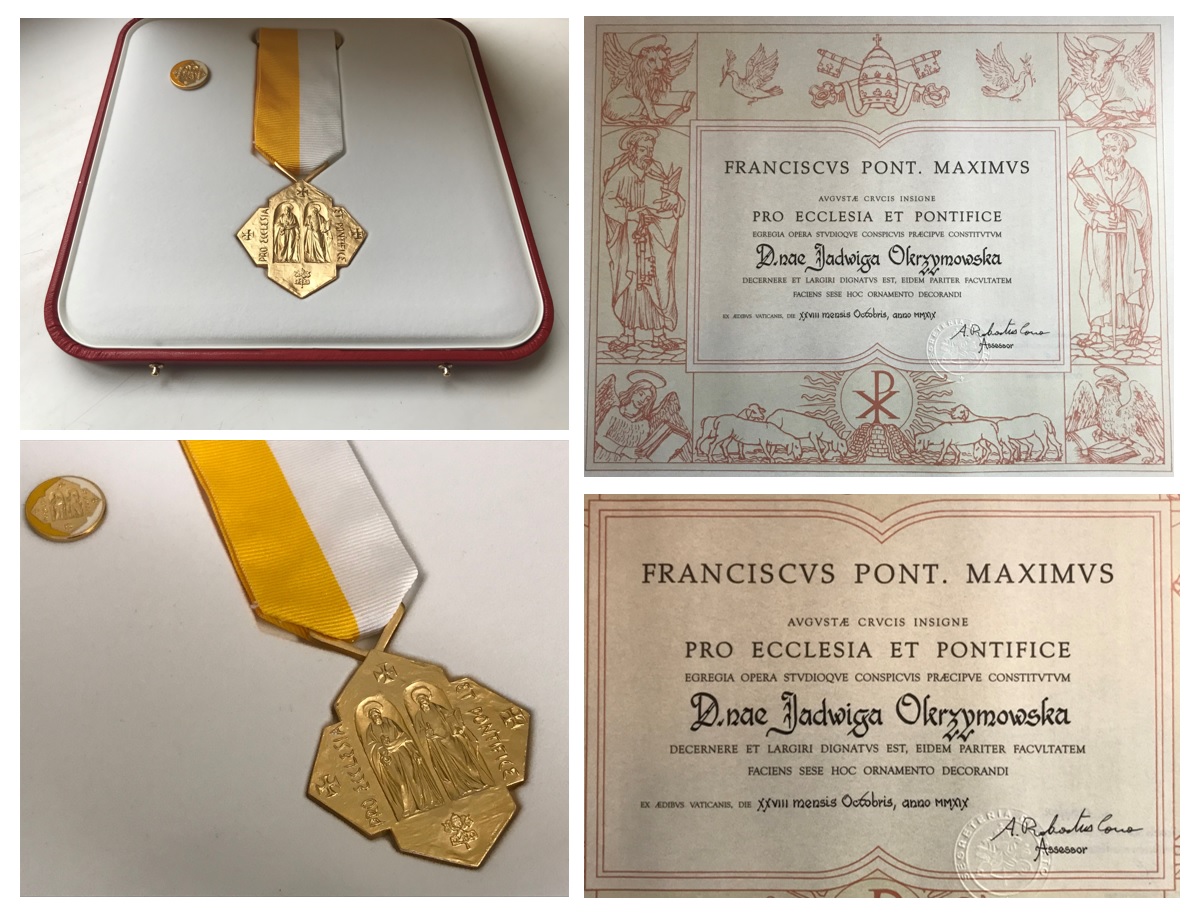 PRO ECCLESIA
ET PONTIFICE
FRANCISCVS PONT. MAXIMVS
AVGVSTÆ CRVCIS INSIGNE
PRO ECCLESIA ET PONTIFICE
EGREGIA OPERA STVDIOQVE CONSPICVIS PRÆCIPVE CONSTITVTVM
D.nae Jadwiga Okrzymowska
DECERNERE ET LARGIRI DIGNATVS EST, EIDEM PARITER FACVLTATEM
FACIENS SESE HOC ORNAMENTO DECORANDI
EX ÆDIBVS VATICANIS, DIE XXVIII mensis Octobris, anno MMXIX
Assessor
ET PONTIFICE
PRO ECCLESIA
FRANCISCVS PONT. MAXIMVS
AVGVSTÆ CRVCIS INSIGNE
PRO ECCLESIA ET PONTIFICE
EGREGIA OPERA STVDIOQVE CONSPICVIS PRÆCIPVE CONSTITVTVM
D.nae Jadwiga Okrzymowska
DECERNERE ET LARGIRI DIGNATVS EST, EIDEM PARITER FACVLTATEM
FACIENS SESE HOC ORNAMENTO DECORANDI
EX ÆDIBVS VATICANIS, DIE XXVIII mensis Octobris, anno MMXIX
Assessor